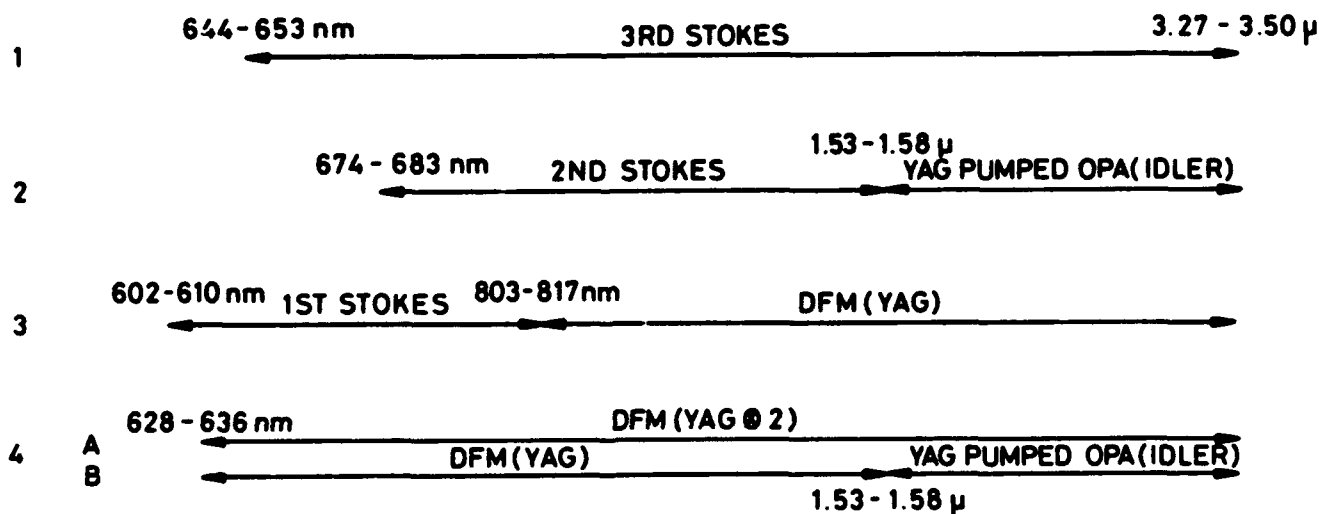 644-653 nm 3RD STOKES 3.27 - 3.50 μ
1
674 - 683 nm 2ND STOKES 1.53-1.58 μ YAG PUMPED OPA(IDLER)
2
602-610 nm 1ST STOKES 803-817nm DFM (YAG)
3
628 - 636 nm DFM (YAG ⊗ 2)
4 A
B DFM (YAG) YAG PUMPED OPA(IDLER)
1.53 - 1.58 μ